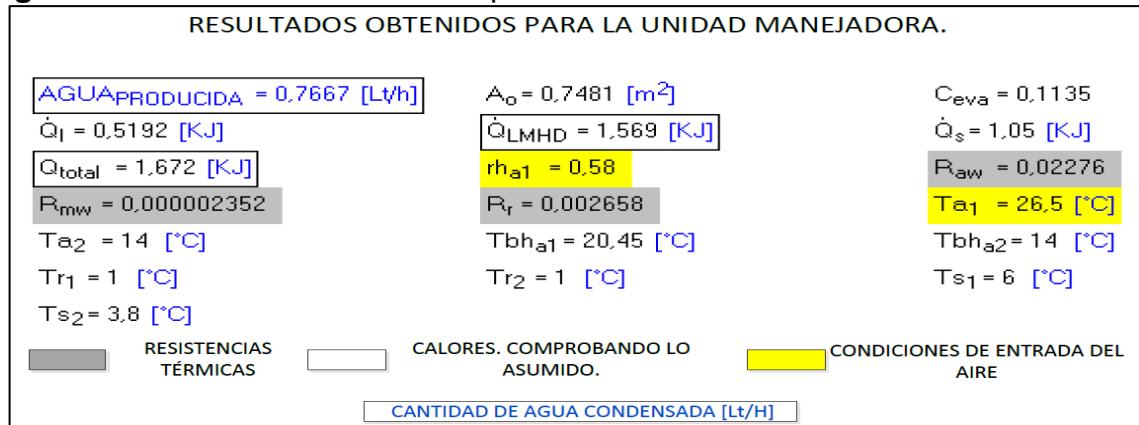 RESULTADOS OBTENIDOS PARA LA UNIDAD MANEJADORA.
AGUAPRODUCIDA = 0,7667 [Lt/h] Ao = 0,7481 [m2] Ceva = 0,1135
Q̇l = 0,5192 [KJ] Q̇LMHD = 1,569 [KJ] Q̇s = 1,05 [KJ]
Qtotal = 1,672 [KJ] rha1 = 0,58 Raw = 0,02276
Rmw = 0,000002352 Rr = 0,002658 Ta1 = 26,5 [°C]
Ta2 = 14 [°C] Tbha1 = 20,45 [°C] Tbha2 = 14 [°C]
Tr1 = 1 [°C] Tr2 = 1 [°C] Ts1 = 6 [°C]
Ts2 = 3,8 [°C]
RESISTENCIAS TÉRMICAS
CALORES. COMPROBANDO LO ASUMIDO.
CONDICIONES DE ENTRADA DEL AIRE
CANTIDAD DE AGUA CONDENSADA [Lt/H]